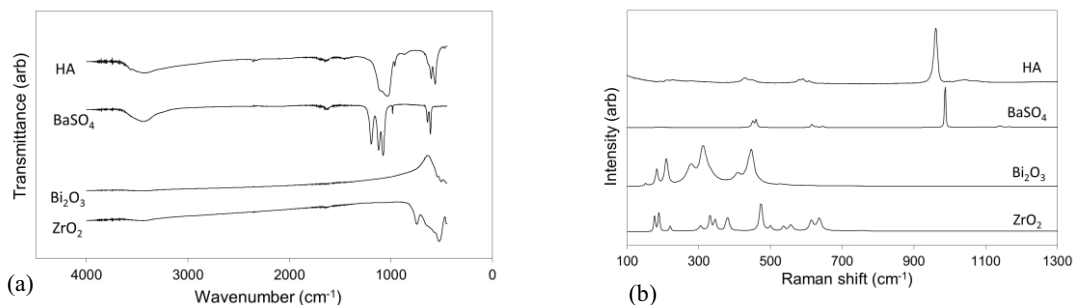 Transmittance (arb)
HA
BaSO₄
Bi₂O₃
ZrO₂
4000 3000 2000 1000 0
Wavenumber (cm⁻¹)
(a)
Intensity (arb)
HA
BaSO₄
Bi₂O₃
ZrO₂
100 300 500 700 900 1100 1300
Raman shift (cm⁻¹)
(b)